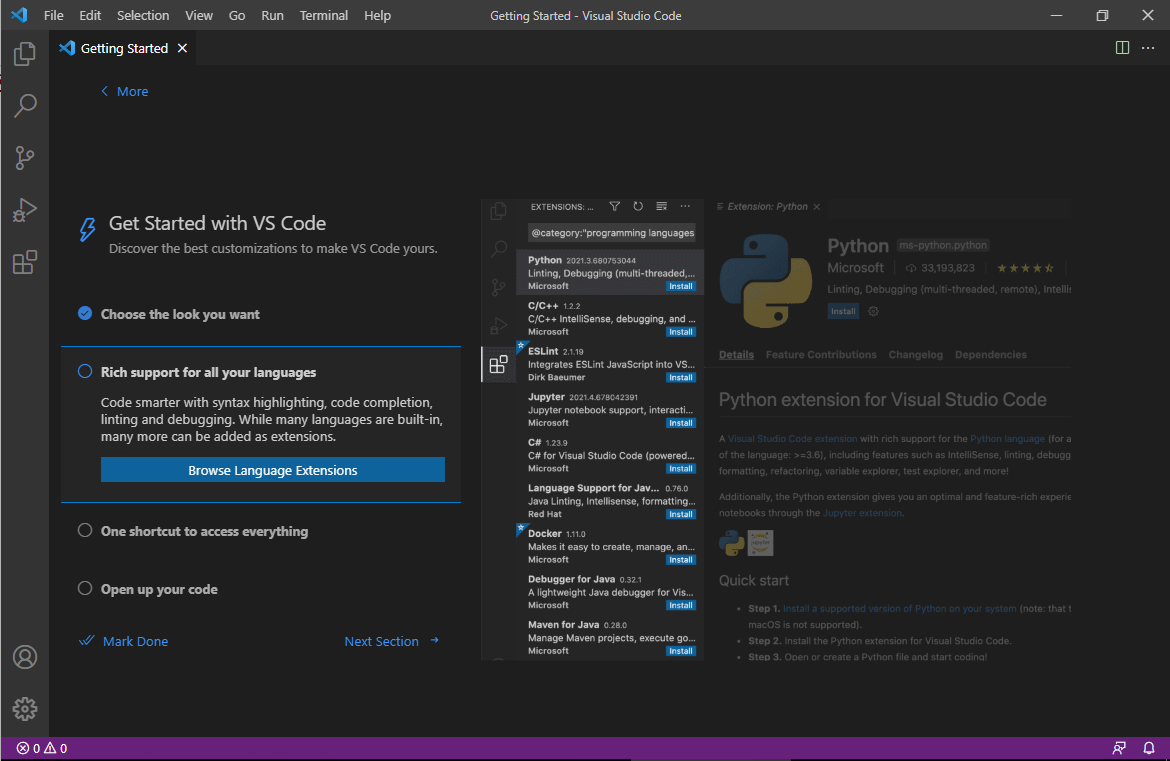 File Edit Selection View Go Run Terminal Help
Getting Started - Visual Studio Code
Getting Started
More
Get Started with VS Code
Discover the best customizations to make VS Code yours.
Choose the look you want
Rich support for all your languages
Code smarter with syntax highlighting, code completion,
linting and debugging. While many languages are built-in,
many more can be added as extensions.
Browse Language Extensions
One shortcut to access everything
Open up your code
Mark Done
Next Section
EXTENSIONS: ...
@category:"programming languages
Python 2021.3.680753044
Linting, Debugging (multi-threaded,...
Microsoft Install
C/C++ 1.2.2
C/C++ IntelliSense, debugging, and ...
Microsoft Install
ESLint 2.1.19
Integrates ESLint JavaScript into VS...
Dirk Baeumer Install
Jupyter 2021.4.678042391
Jupyter notebook support, interacti...
Microsoft Install
C# 1.23.9
C# for Visual Studio Code (powered...
Microsoft Install
Language Support for Jav... 0.76.0
Java Linting, Intellisense, formatting...
Red Hat Install
Docker 1.11.0
Makes it easy to create, manage, an...
Microsoft Install
Debugger for Java 0.32.1
A lightweight Java debugger for Vis...
Microsoft Install
Maven for Java 0.28.0
Manage Maven projects, execute go...
Microsoft Install
Extension: Python
Python ms-python.python
Microsoft 33,193,823
Linting, Debugging (multi-threaded, remote), Intellis
Install
Details Feature Contributions Changelog Dependencies
Python extension for Visual Studio Code
A Visual Studio Code extension with rich support for the Python language (for a
of the language: >=3.6), including features such as IntelliSense, linting, debugg
formatting, refactoring, variable explorer, test explorer, and more!
Additionally, the Python extension gives you an optimal and feature-rich experie
notebooks through the Jupyter extension.
jupyter
Quick start
• Step 1. Install a supported version of Python on your system (note: that t
macOS is not supported).
• Step 2. Install the Python extension for Visual Studio Code.
• Step 3. Open or create a Python file and start coding!
0 0